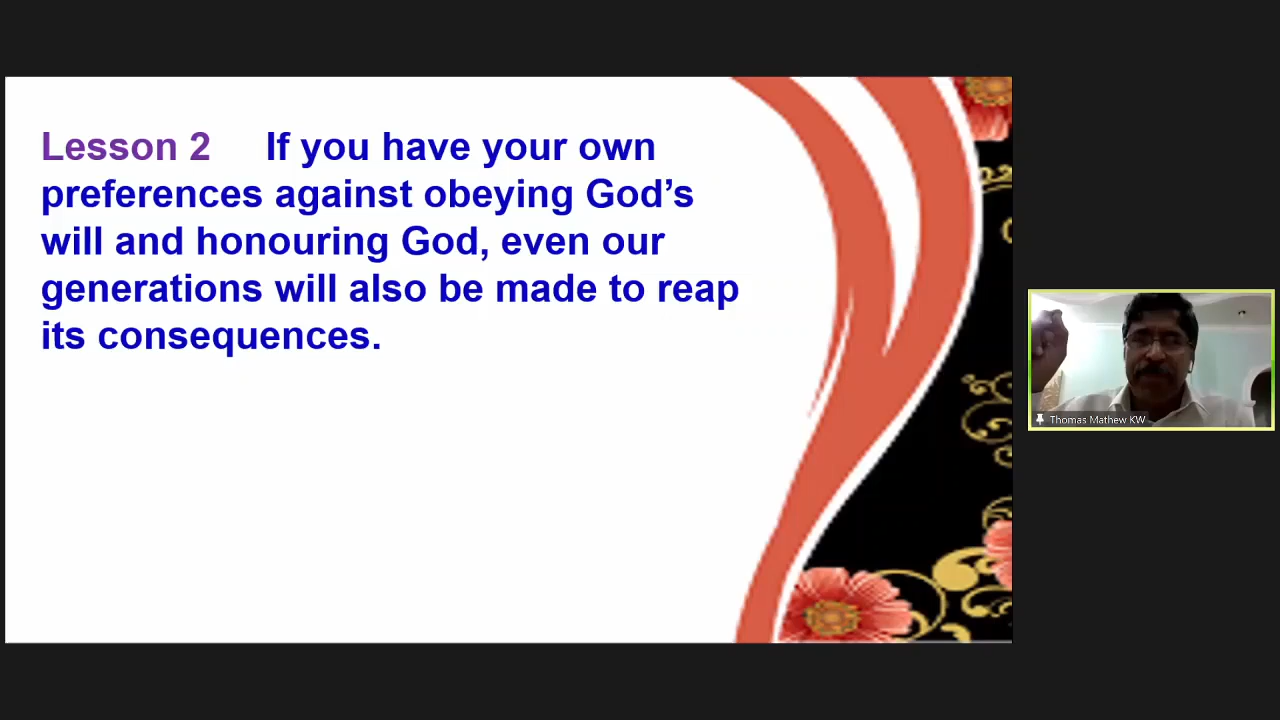 Lesson 2 If you have your own
preferences against obeying God’s
will and honouring God, even our
generations will also be made to reap
its consequences.
Thomas Mathew KW